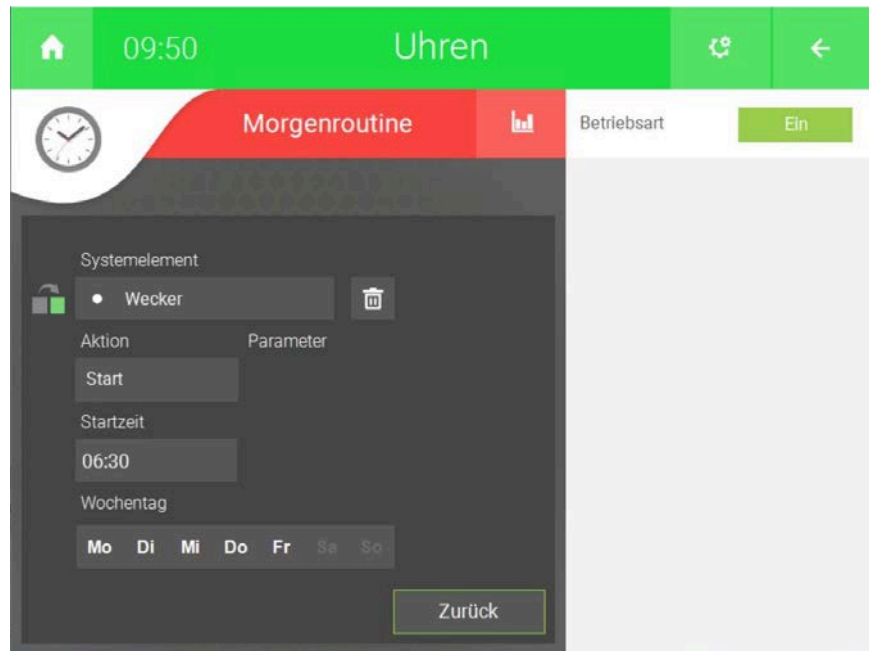 09:50 Uhren
Morgenroutine Betriebsart Ein
Systemelement
Wecker
Aktion Parameter
Start
Startzeit
06:30
Wochentag
Mo Di Mi Do Fr Sa So
Zurück